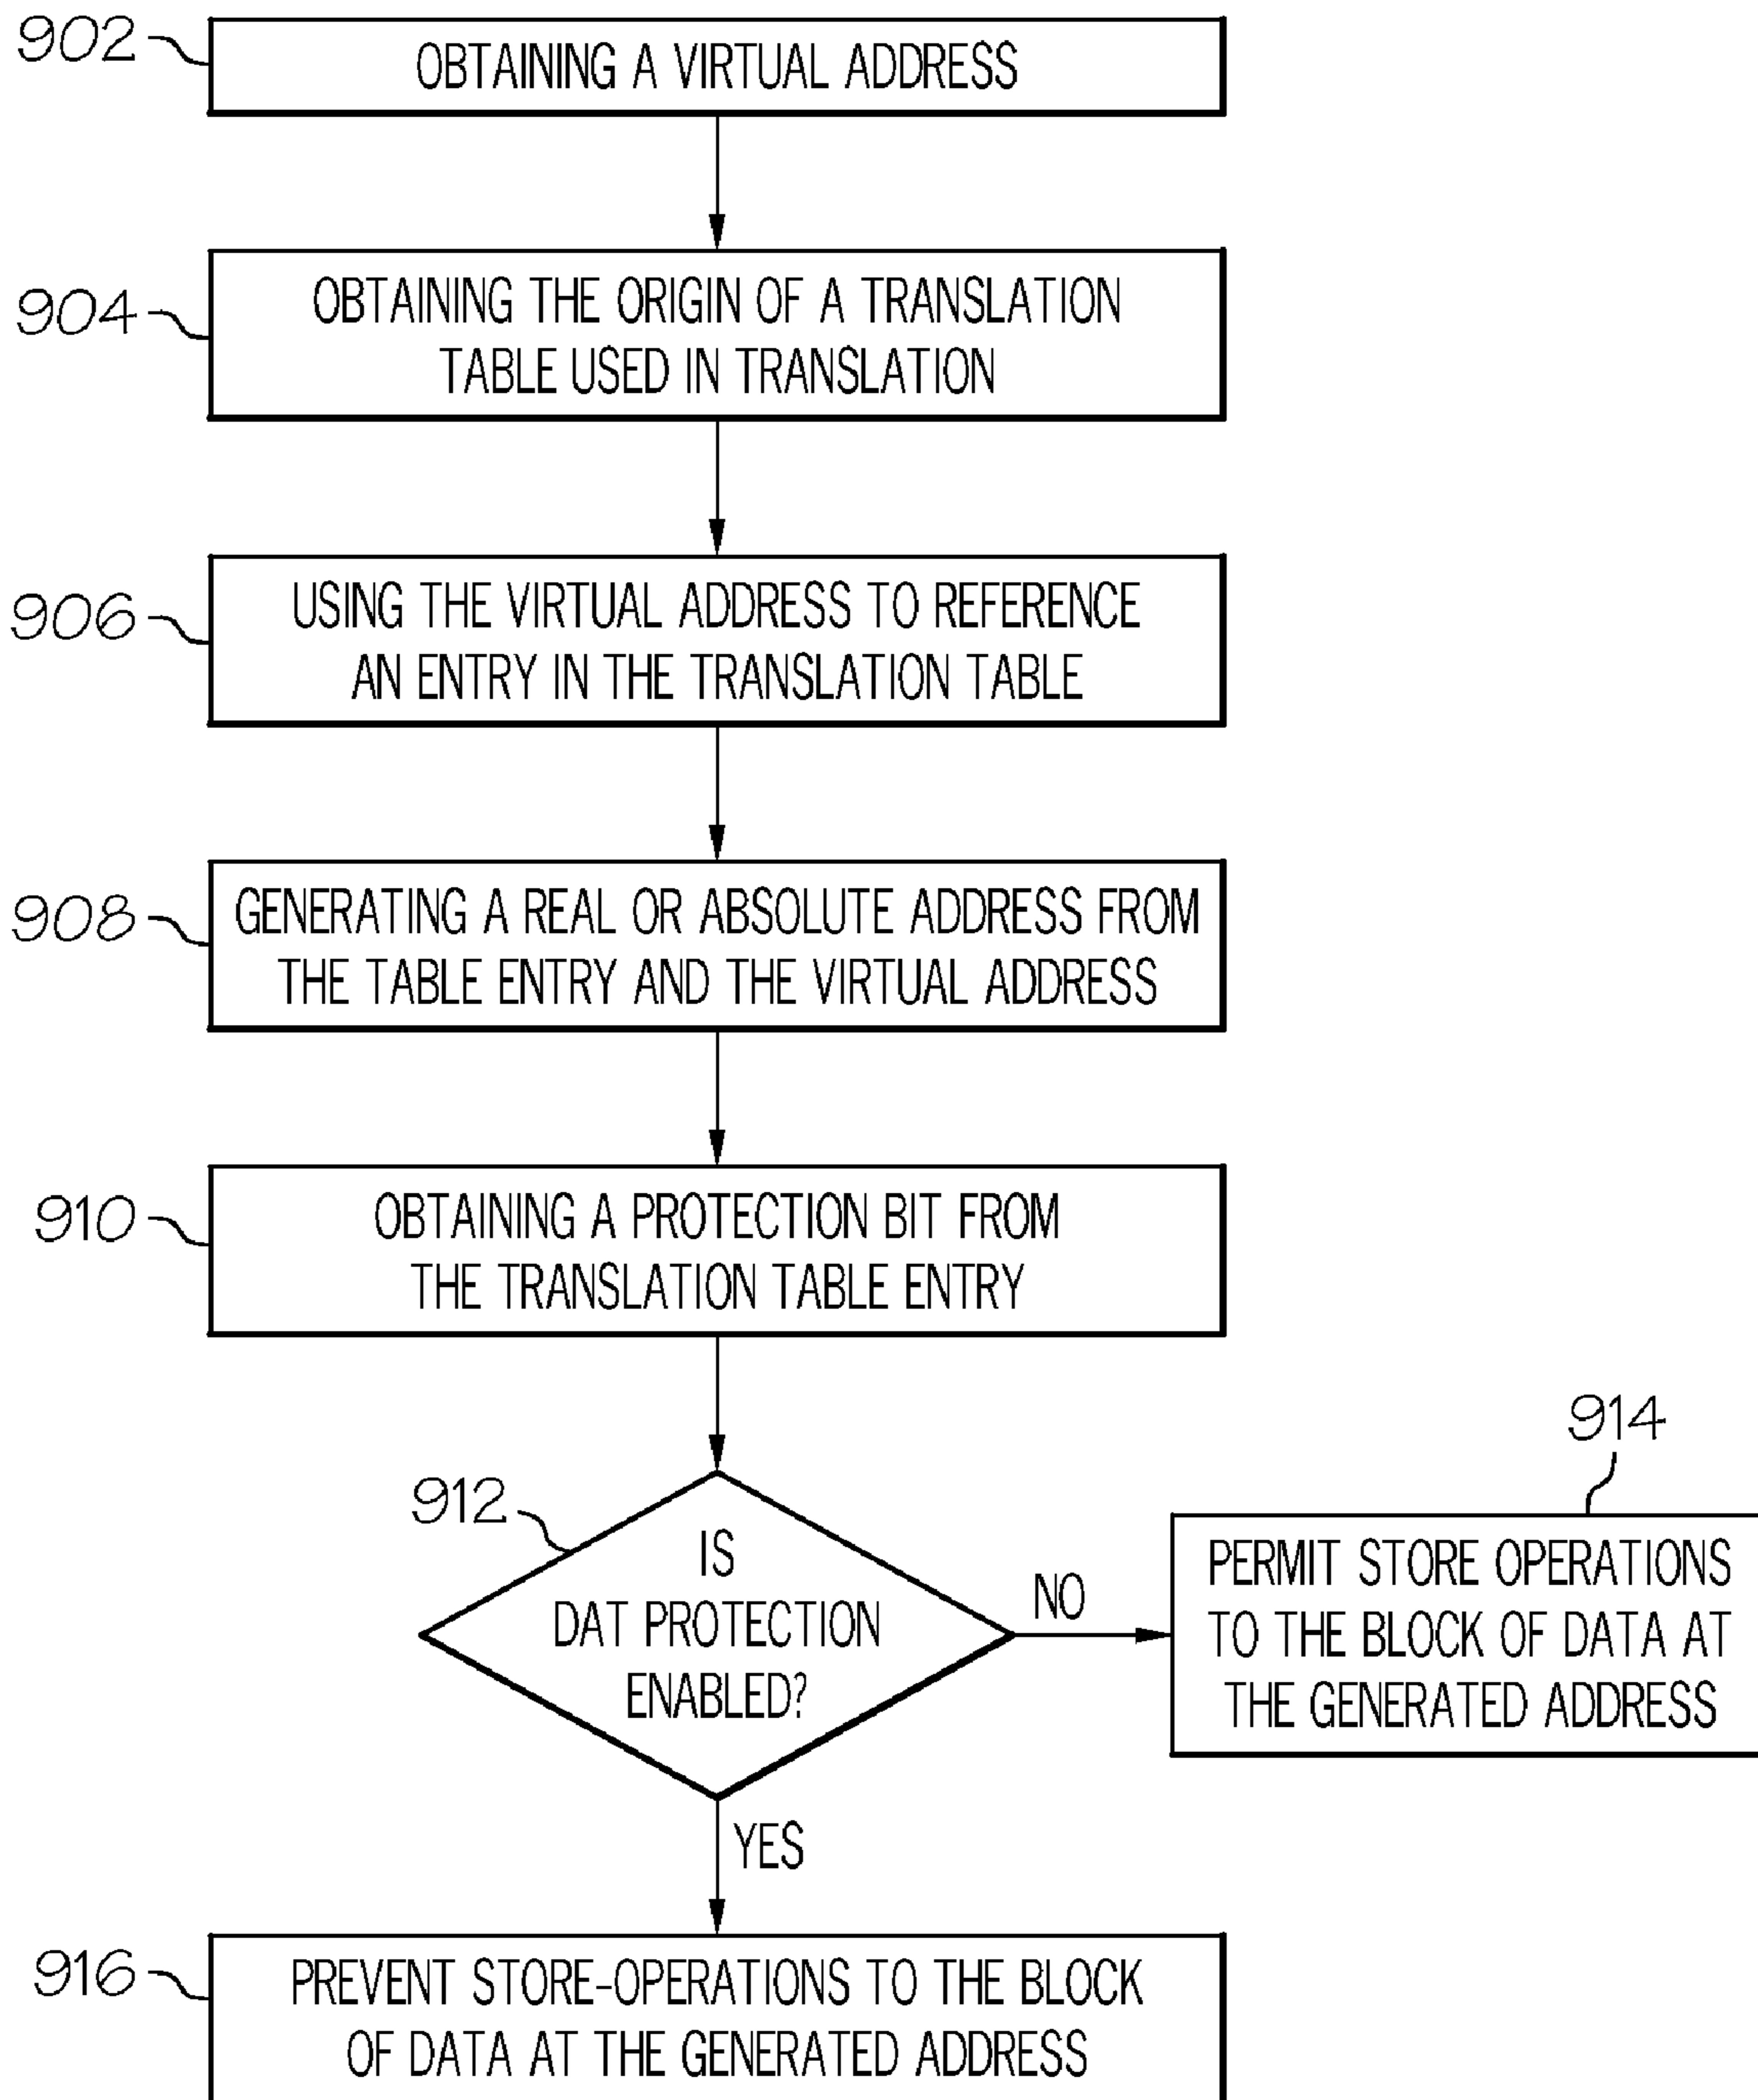 902
OBTAINING A VIRTUAL ADDRESS
904
OBTAINING THE ORIGIN OF A TRANSLATION
TABLE USED IN TRANSLATION
906
USING THE VIRTUAL ADDRESS TO REFERENCE
AN ENTRY IN THE TRANSLATION TABLE
908
GENERATING A REAL OR ABSOLUTE ADDRESS FROM
THE TABLE ENTRY AND THE VIRTUAL ADDRESS
910
OBTAINING A PROTECTION BIT FROM
THE TRANSLATION TABLE ENTRY
912
IS
DAT PROTECTION
ENABLED?
NO
914
PERMIT STORE OPERATIONS
TO THE BLOCK OF DATA AT
THE GENERATED ADDRESS
YES
916
PREVENT STORE-OPERATIONS TO THE BLOCK
OF DATA AT THE GENERATED ADDRESS